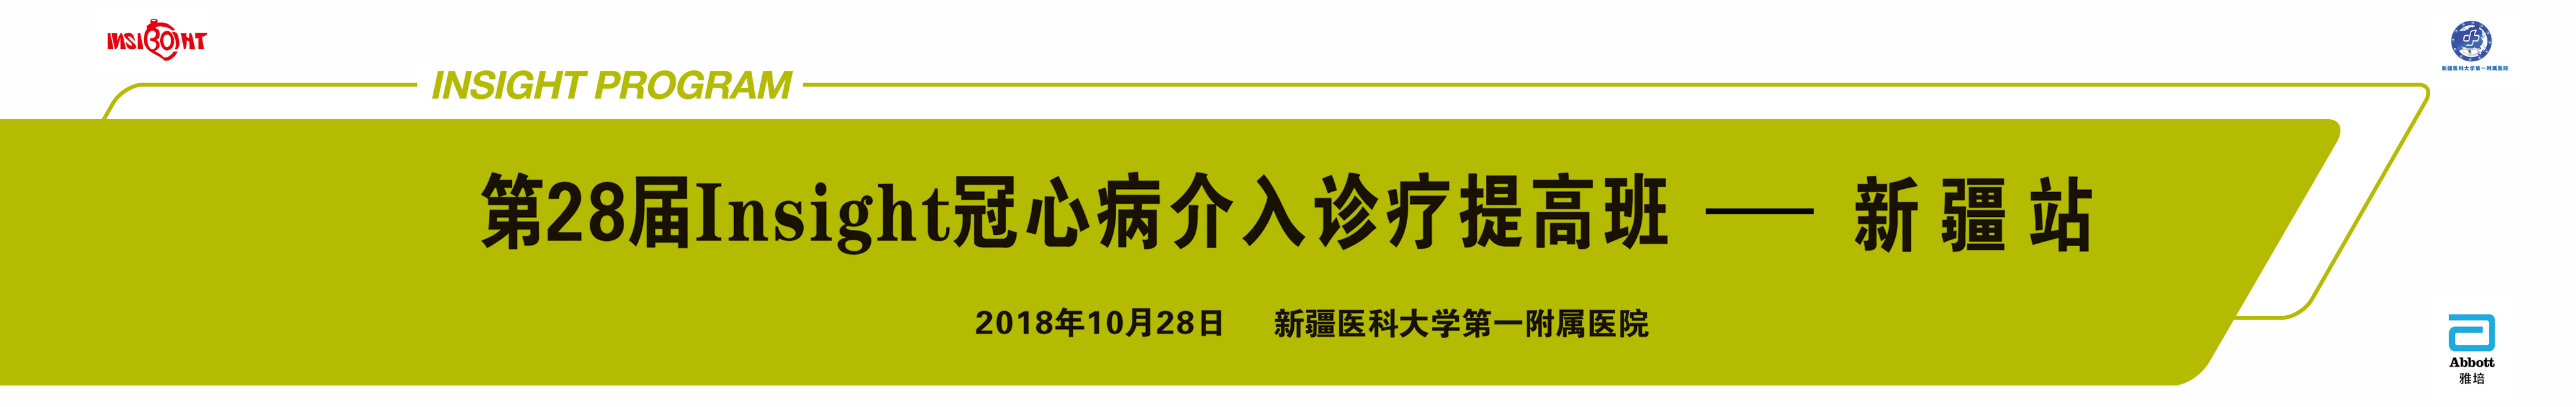 INSIGHT
新疆医科大学第一附属医院
INSIGHT PROGRAM
第28届Insight冠心病介入诊疗提高班 —— 新疆站
2018年10月28日 新疆医科大学第一附属医院
Abbott
雅培